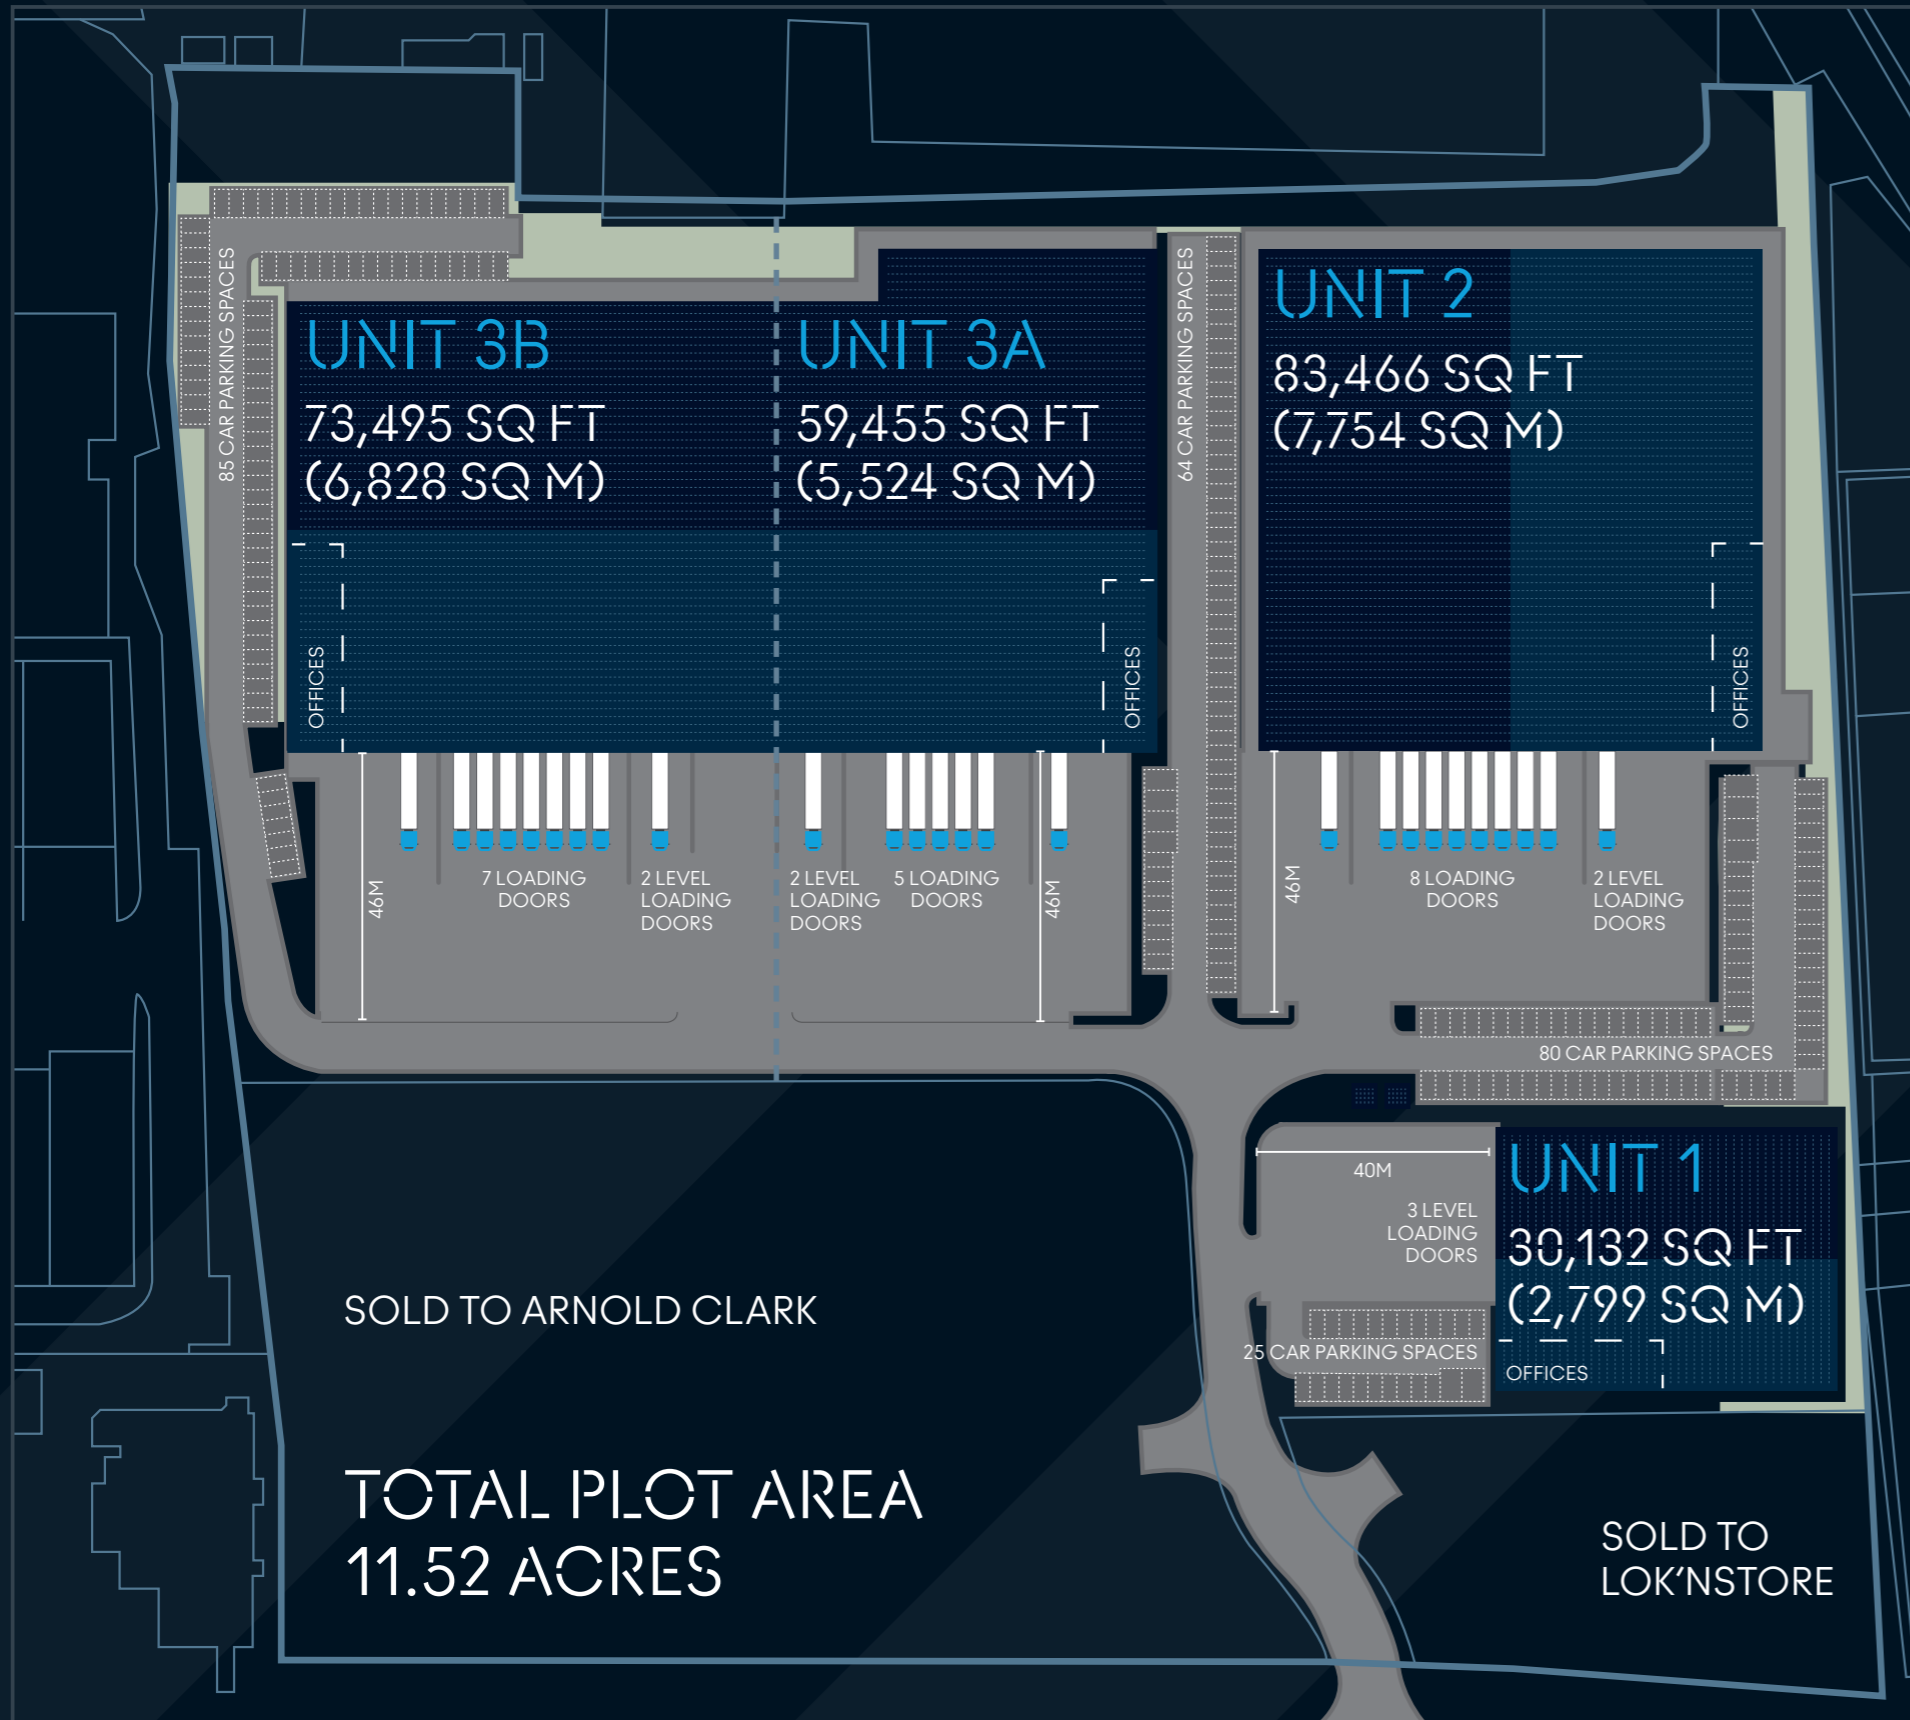 UNIT 3B
73,495 SQ FT
(6,828 SQ M)
UNIT 3A
59,455 SQ FT
(5,524 SQ M)
UNIT 2
83,466 SQ FT
(7,754 SQ M)
85 CAR PARKING SPACES
64 CAR PARKING SPACES
OFFICES
OFFICES
OFFICES
46M
7 LOADING
DOORS
2 LEVEL
LOADING
DOORS
2 LEVEL
LOADING
DOORS
5 LOADING
DOORS
46M
46M
8 LOADING
DOORS
2 LEVEL
LOADING
DOORS
80 CAR PARKING SPACES
40M
3 LEVEL
LOADING
DOORS
UNIT 1
30,132 SQ FT
(2,799 SQ M)
25 CAR PARKING SPACES
OFFICES
SOLD TO ARNOLD CLARK
TOTAL PLOT AREA
11.52 ACRES
SOLD TO
LOK'NSTORE